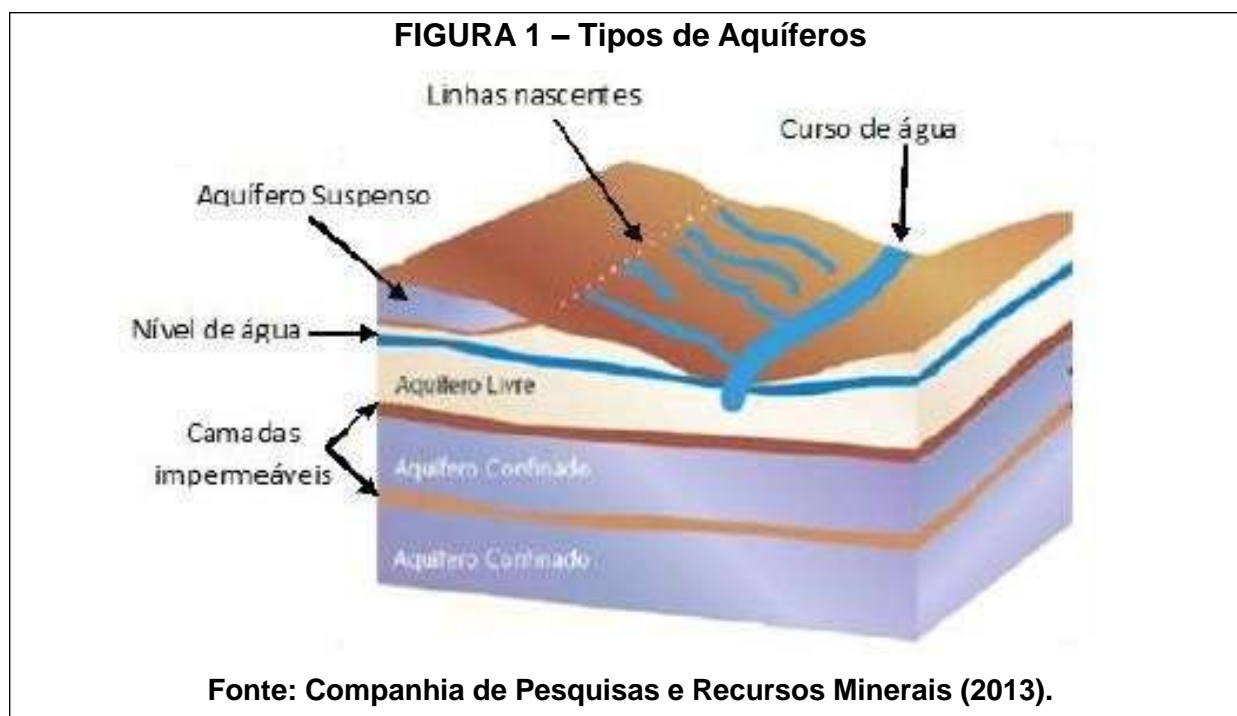 FIGURA 1 – Tipos de Aquíferos
Linhas nascentes
Curso de água
Aquífero Suspenso
Nível de água
Aquífero Livre
Camadas
impermeáveis
Aquífero Confinado
Aquífero Confinado
Fonte: Companhia de Pesquisas e Recursos Minerais (2013).